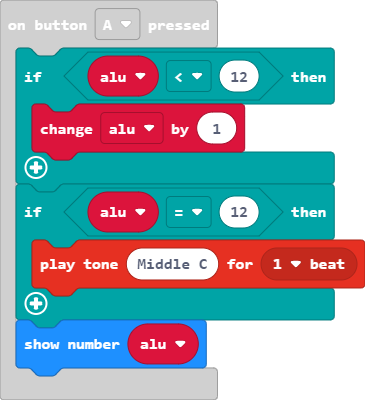 on button A pressed
if alu < 12 then
change alu by 1
if alu = 12 then
play tone Middle C for 1 beat
show number alu